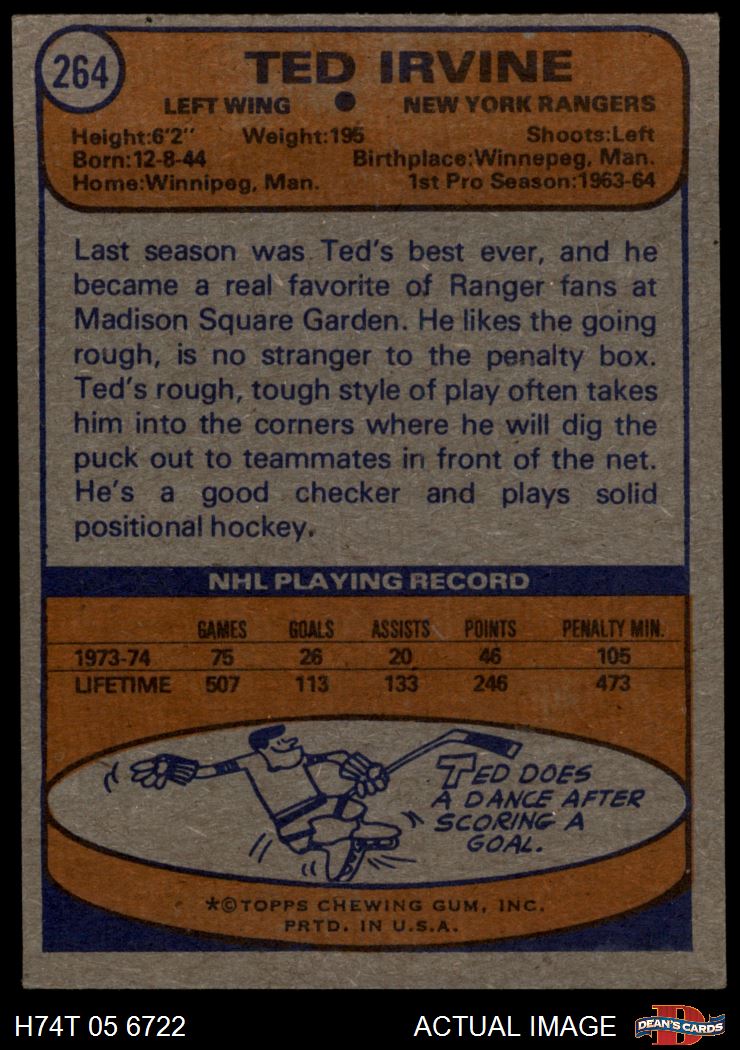 264
TED IRVINE
LEFT WING ● NEW YORK RANGERS
Height:6'2" Weight:195 Shoots:Left
Born:12-8-44 Birthplace:Winnepeg, Man.
Home:Winnipeg, Man. 1st Pro Season:1963-64
Last season was Ted's best ever, and he
became a real favorite of Ranger fans at
Madison Square Garden. He likes the going
rough, is no stranger to the penalty box.
Ted's rough, tough style of play often takes
him into the corners where he will dig the
puck out to teammates in front of the net.
He's a good checker and plays solid
positional hockey.
NHL PLAYING RECORD
GAMES GOALS ASSISTS POINTS PENALTY MIN.
1973-74 75 26 20 46 105
LIFETIME 507 113 133 246 473
TED DOES
A DANCE AFTER
SCORING A
GOAL.
*©TOPPS CHEWING GUM, INC.
PRTD. IN U.S.A.
H74T 05 6722 ACTUAL IMAGE D DEAN'S CARDS